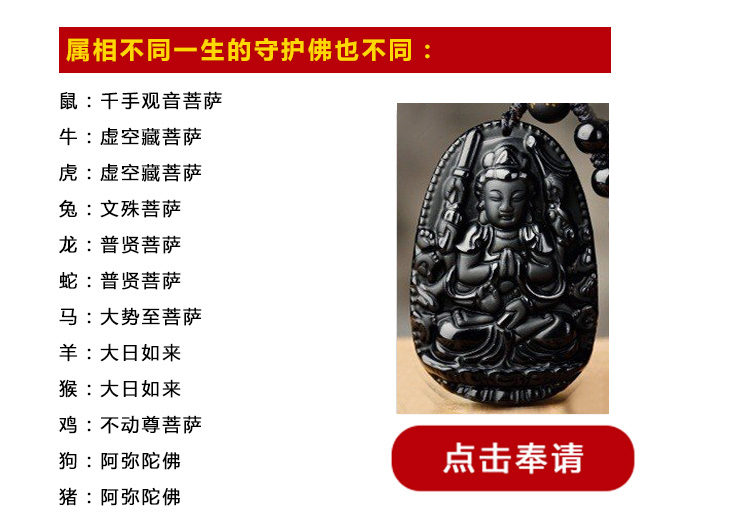 属相不同一生的守护佛也不同：
鼠：千手观音菩萨
牛：虚空藏菩萨
虎：虚空藏菩萨
兔：文殊菩萨
龙：普贤菩萨
蛇：普贤菩萨
马：大势至菩萨
羊：大日如来
猴：大日如来
鸡：不动尊菩萨
狗：阿弥陀佛
猪：阿弥陀佛
点击奉请